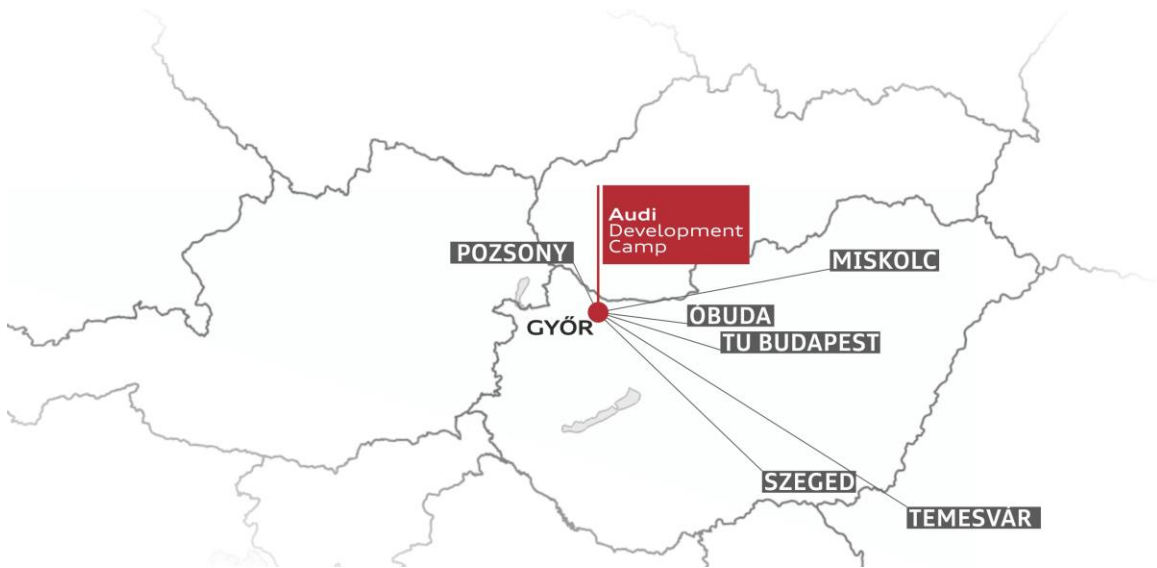 Audi
Development
Camp
POZSONY
MISKOLC
GYŐR
ÓBUDA
TU BUDAPEST
SZEGED
TEMESVÁR